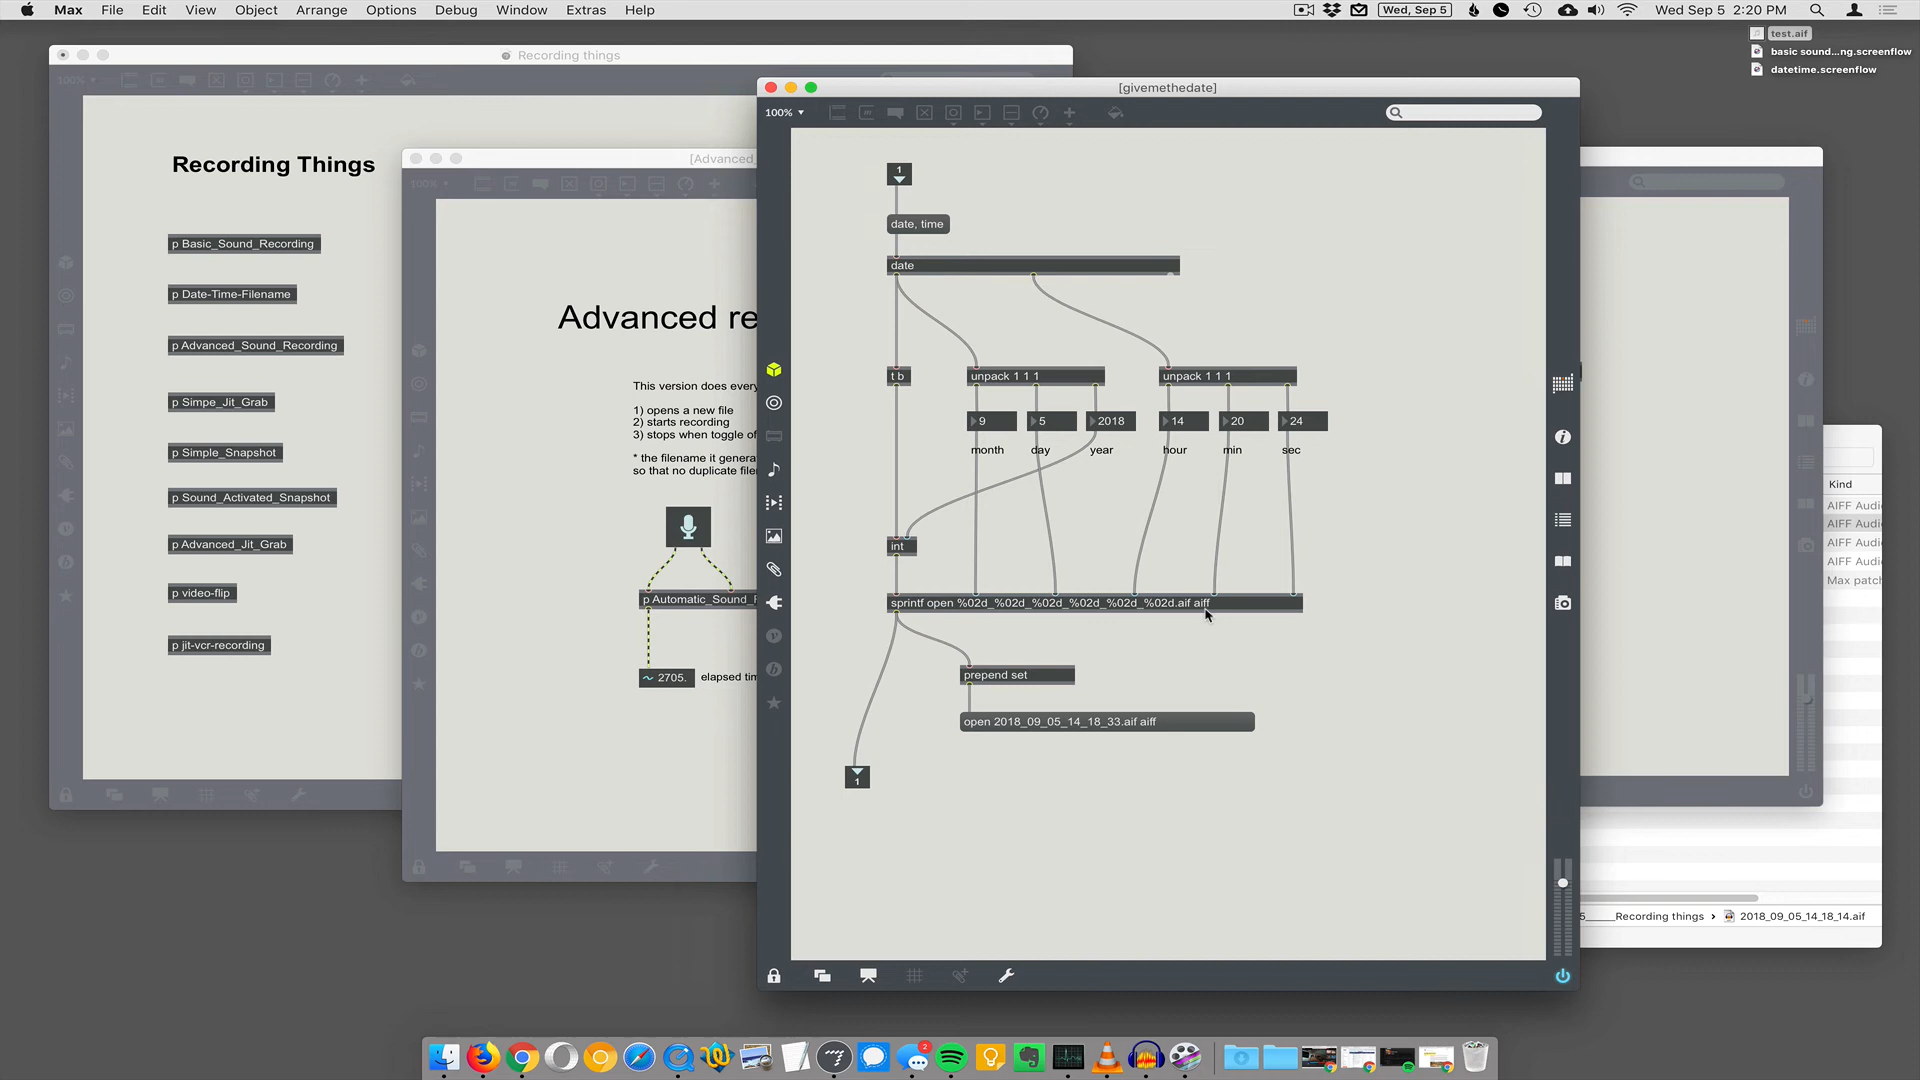 Max File Edit View Object Arrange Options Debug Window Extras Help
Wed, Sep 5
Wed Sep 5 2:20 PM
test.aif
basic sound...ng.screenflow
datetime.screenflow
Recording things
100%
Recording Things
p Basic_Sound_Recording
p Date-Time-Filename
p Advanced_Sound_Recording
p Simpe_Jit_Grab
p Simple_Snapshot
p Sound_Activated_Snapshot
p Advanced_Jit_Grab
p video-flip
p jit-vcr-recording
[Advanced_
100%
Advanced re
This version does every
1) opens a new file
2) starts recording
3) stops when toggle of
* the filename it genera
so that no duplicate file
p Automatic_Sound_F
2705.
elapsed tim
[givemethedate]
100%
1
date, time
date
t b
unpack 1 1 1
unpack 1 1 1
9
5
2018
14
20
24
month
day
year
hour
min
sec
int
sprintf open %02d_%02d_%02d_%02d_%02d_%02d.aif aiff
prepend set
open 2018_09_05_14_18_33.aif aiff
1
Kind
AIFF Audi
AIFF Audi
AIFF Audi
AIFF Audi
Max patch
5____Recording things › 2018_09_05_14_18_14.aif
2